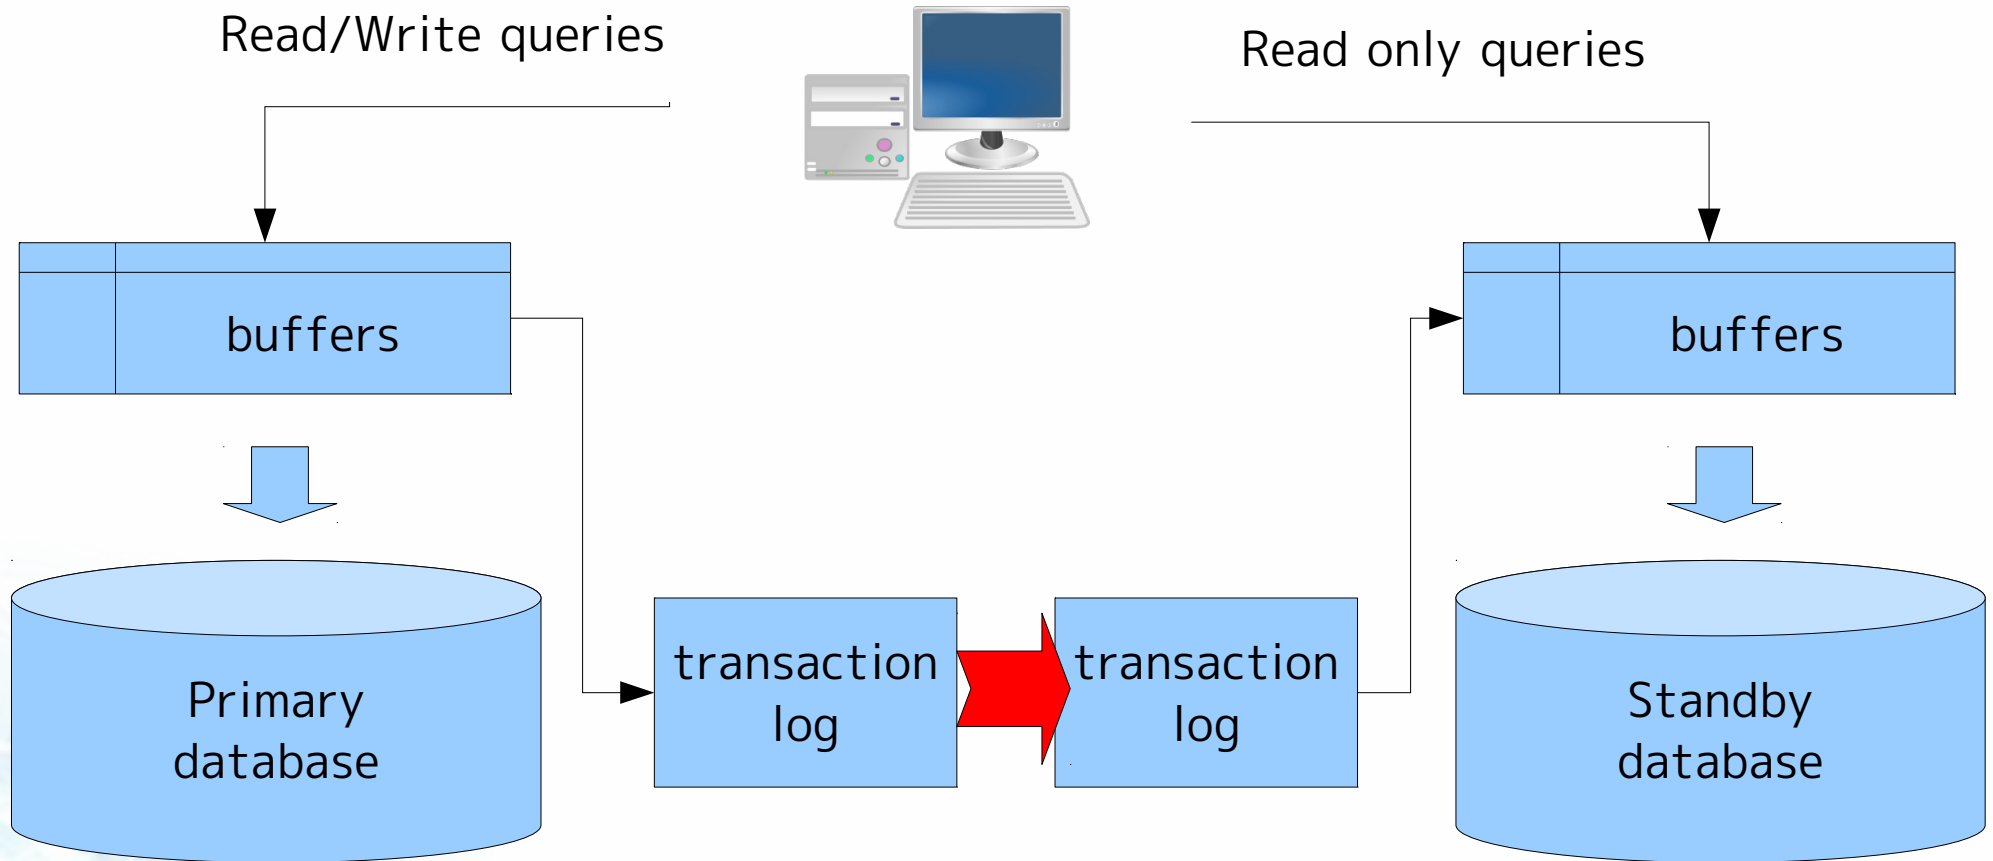 Read/Write queries
Read only queries
buffers
buffers
Primary
database
transaction
log
transaction
log
Standby
database